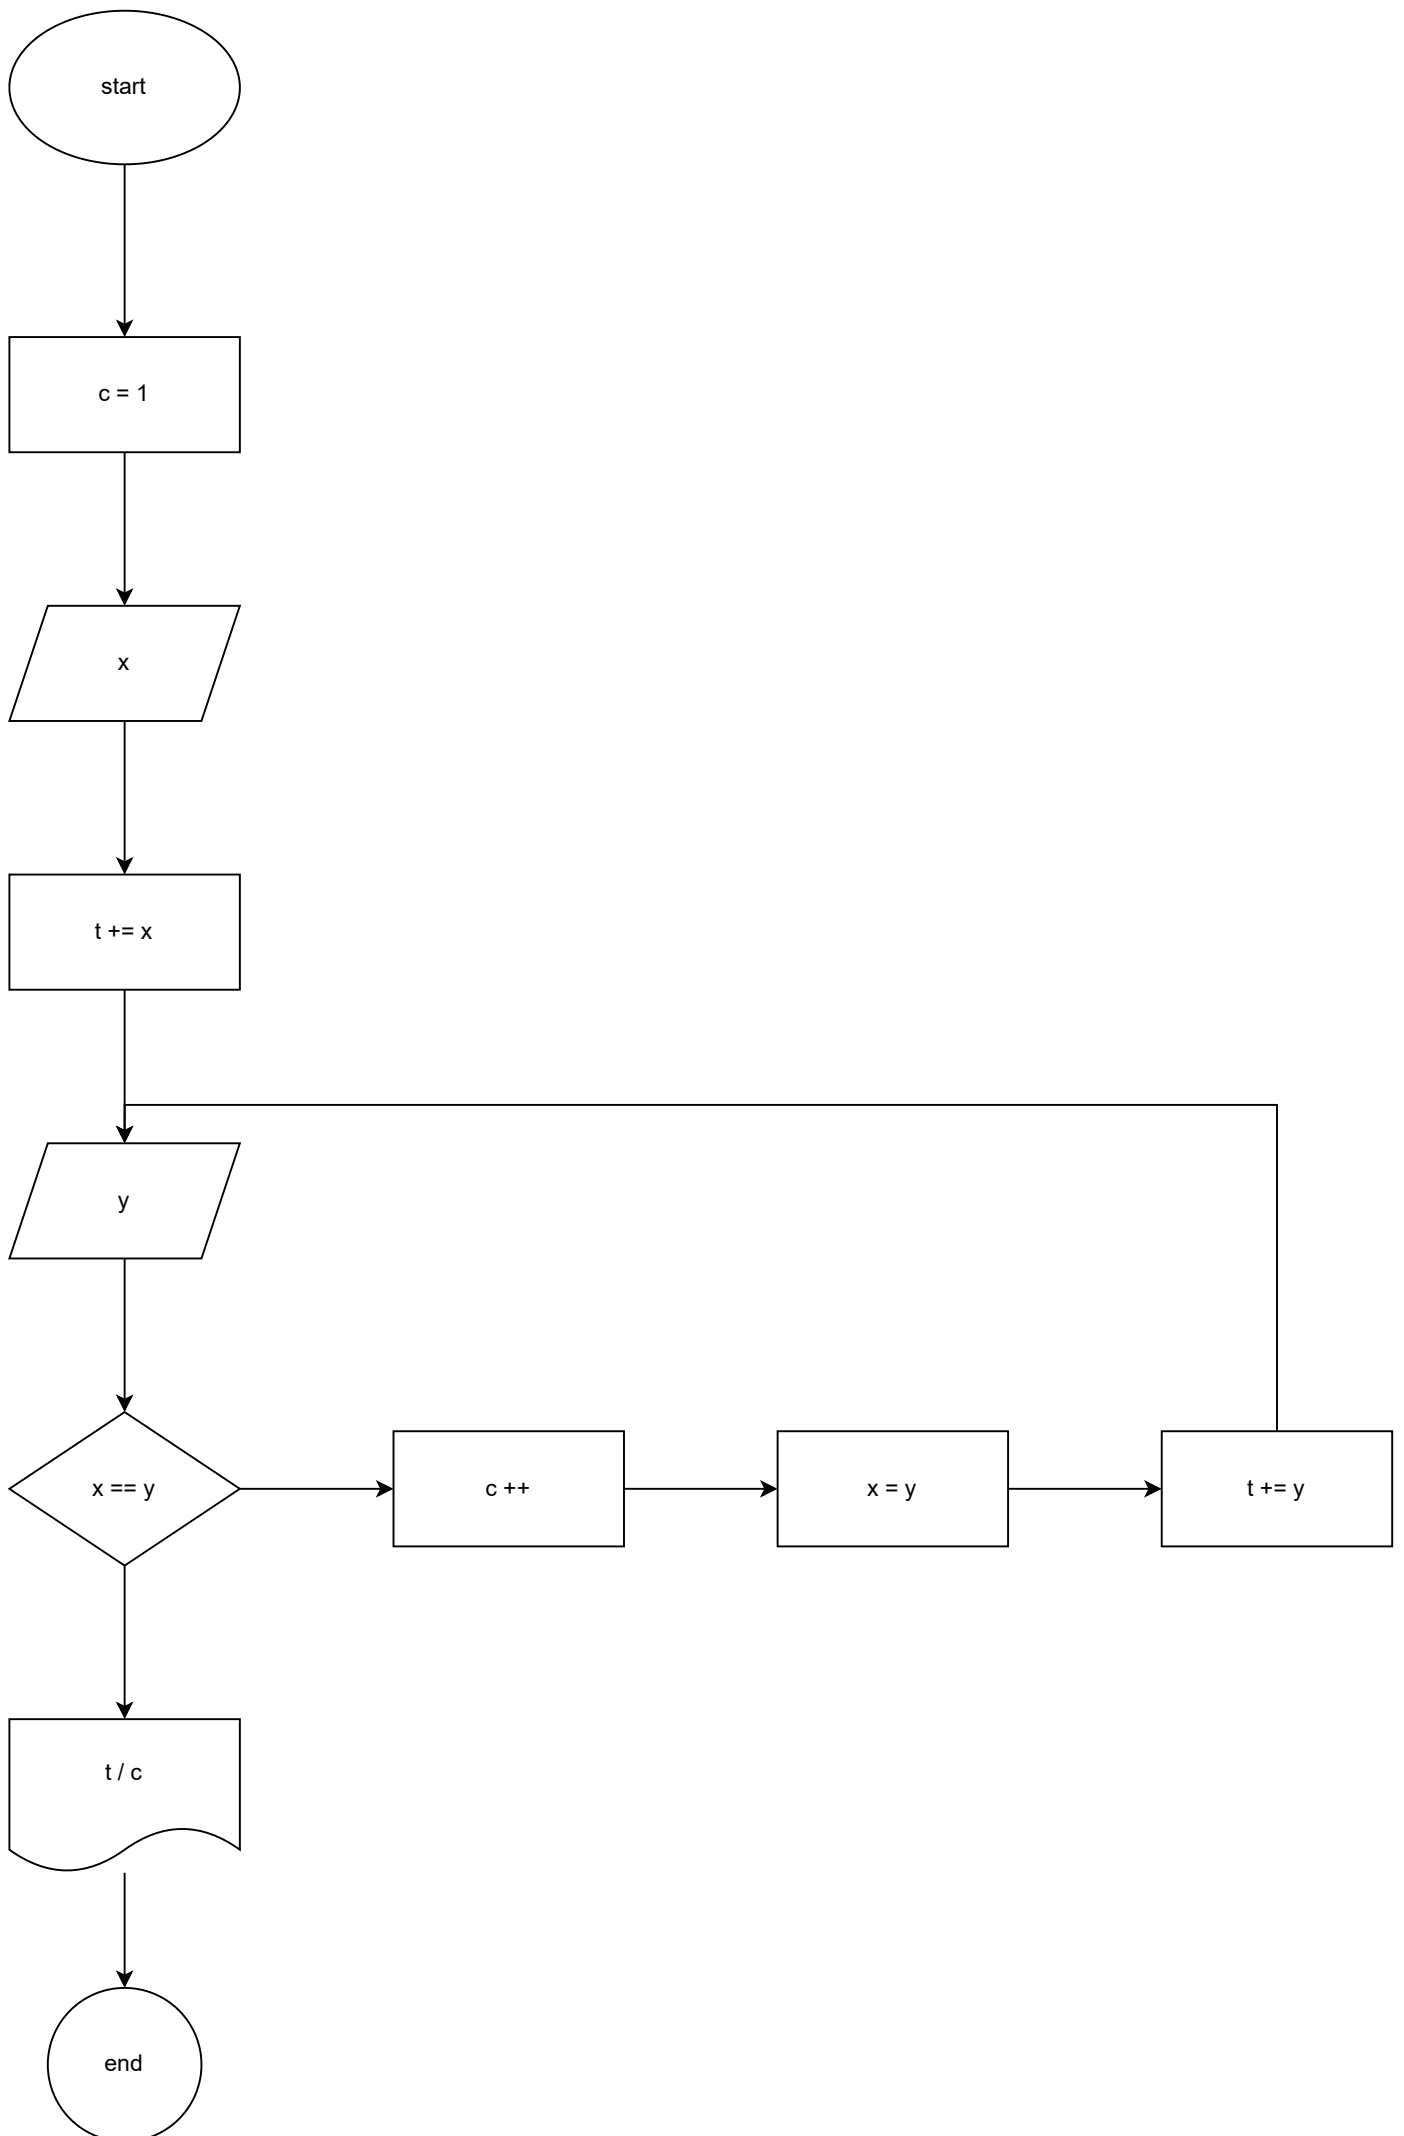 start
c = 1
x
t += x
y
x == y
c ++
x = y
t += y
t / c
end